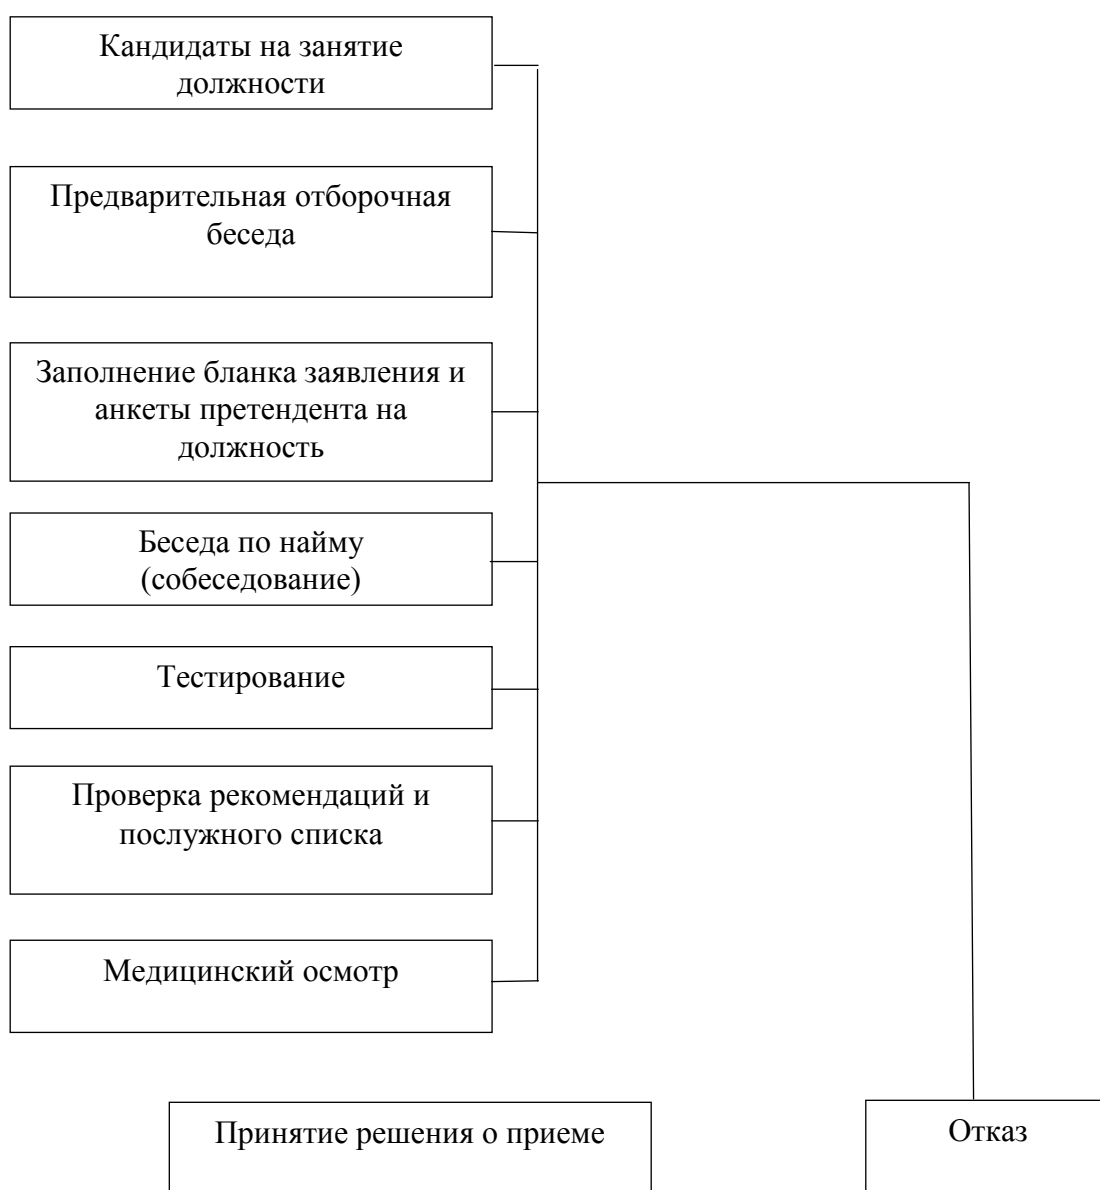 Кандидаты на занятие
должности
Предварительная отборочная
беседа
Заполнение бланка заявления и
анкеты претендента на
должность
Беседа по найму
(собеседование)
Тестирование
Проверка рекомендаций и
послужного списка
Медицинский осмотр
Принятие решения о приеме
Отказ